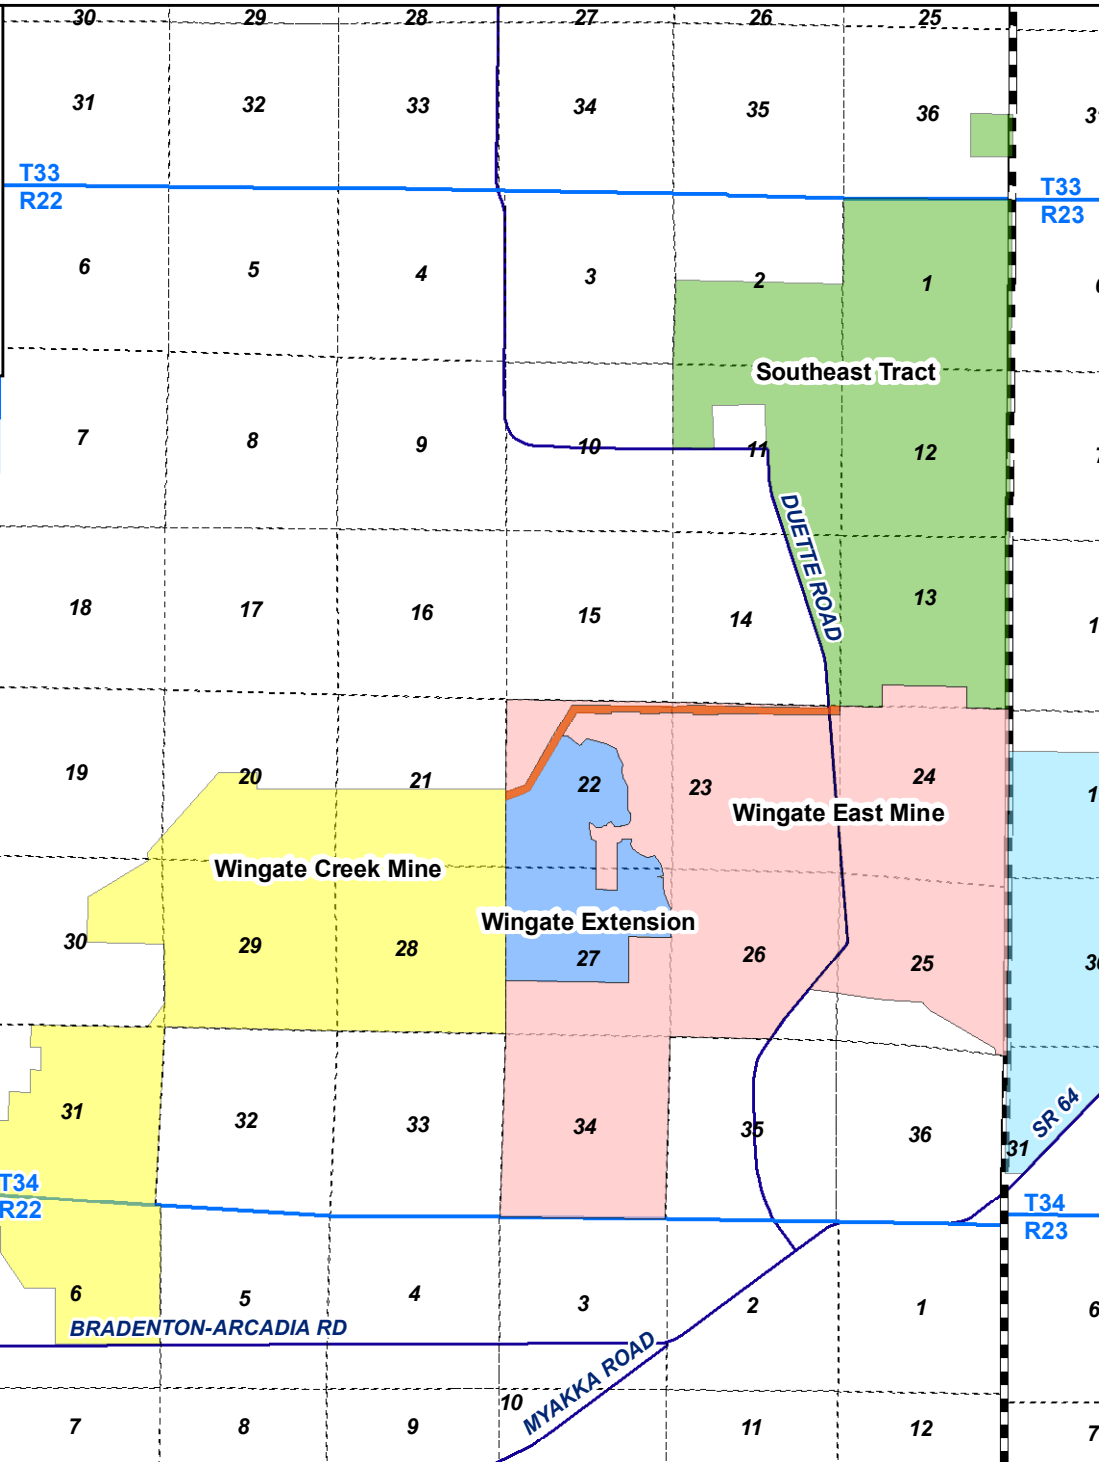 30 29 28 27 26 25
31 32 33 34 35 36
T33 T33
R22 R23
6 5 4 3 2 1
Southeast Tract
7 8 9 10 11 12
DUETTE ROAD
18 17 16 15 14 13
19 20 21 22 23 24
Wingate East Mine
Wingate Creek Mine
Wingate Extension
30 29 28 27 26 25
31 32 33 34 35 36 31
SR 64
T34 T34
R22 R23
6 5 4 3 2 1 6
BRADENTON-ARCADIA RD
MYAKKA ROAD
7 8 9 10 11 12 7